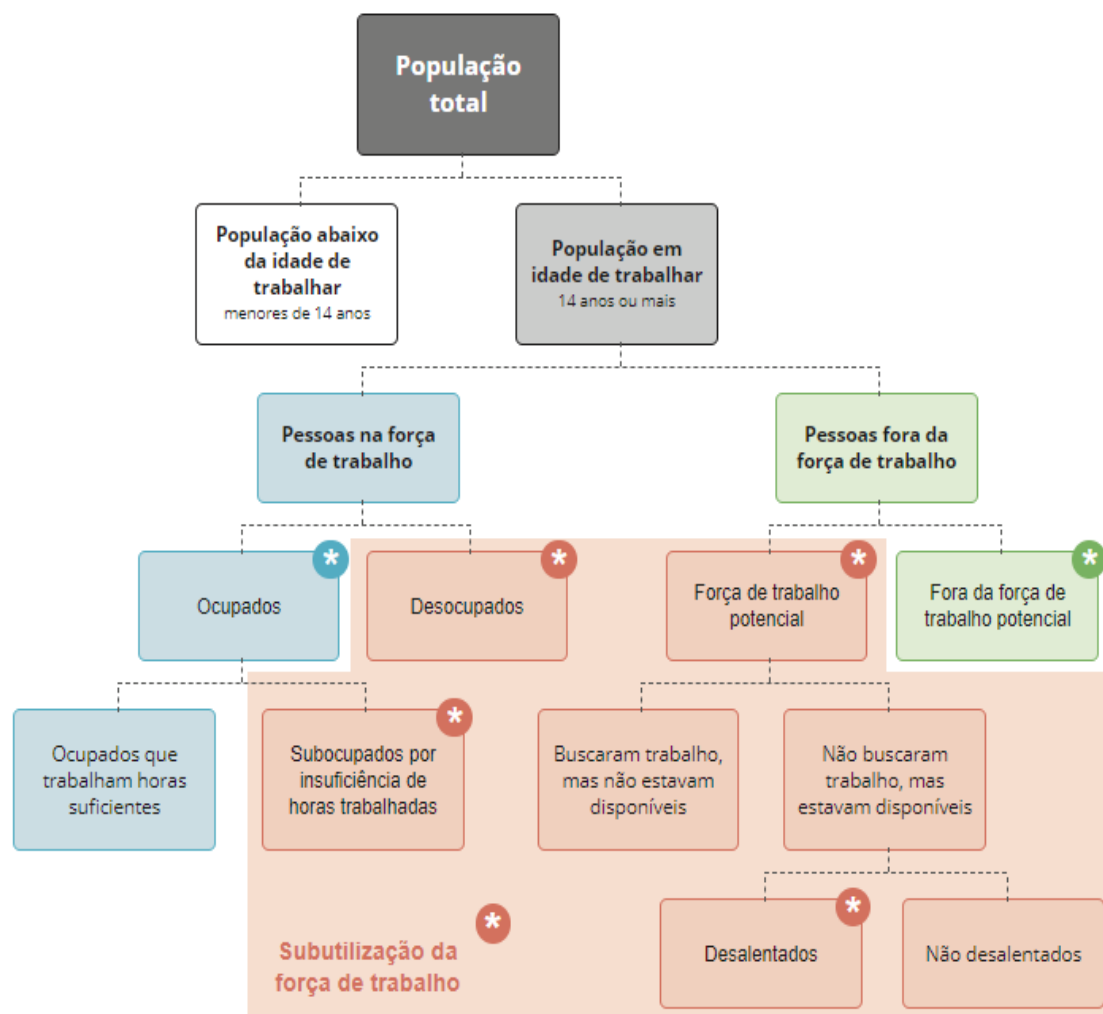 População
total
População abaixo
da idade de
trabalhar
menores de 14 anos
População em
idade de trabalhar
14 anos ou mais
Pessoas na força
de trabalho
Pessoas fora da
força de trabalho
*
Ocupados
*
Desocupados
*
Força de trabalho
potencial
*
Fora da força de
trabalho potencial
Ocupados que
trabalham horas
suficientes
*
Subocupados por
insuficiência de
horas trabalhadas
Buscaram trabalho,
mas não estavam
disponíveis
Não buscaram
trabalho, mas
estavam disponíveis
*
Subutilização da
força de trabalho
*
Desalentados
Não desalentados